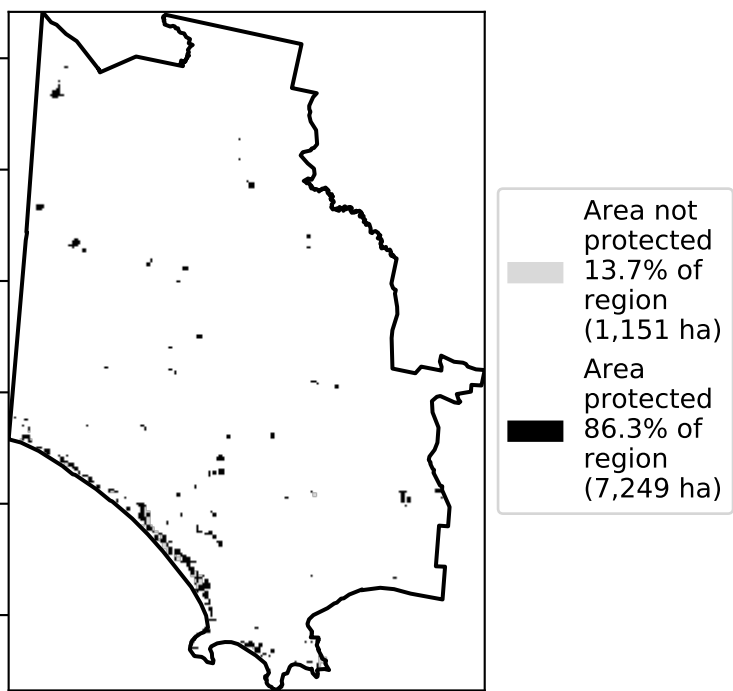 Area not
protected
13.7% of
region
(1,151 ha)
Area
protected
86.3% of
region
(7,249 ha)